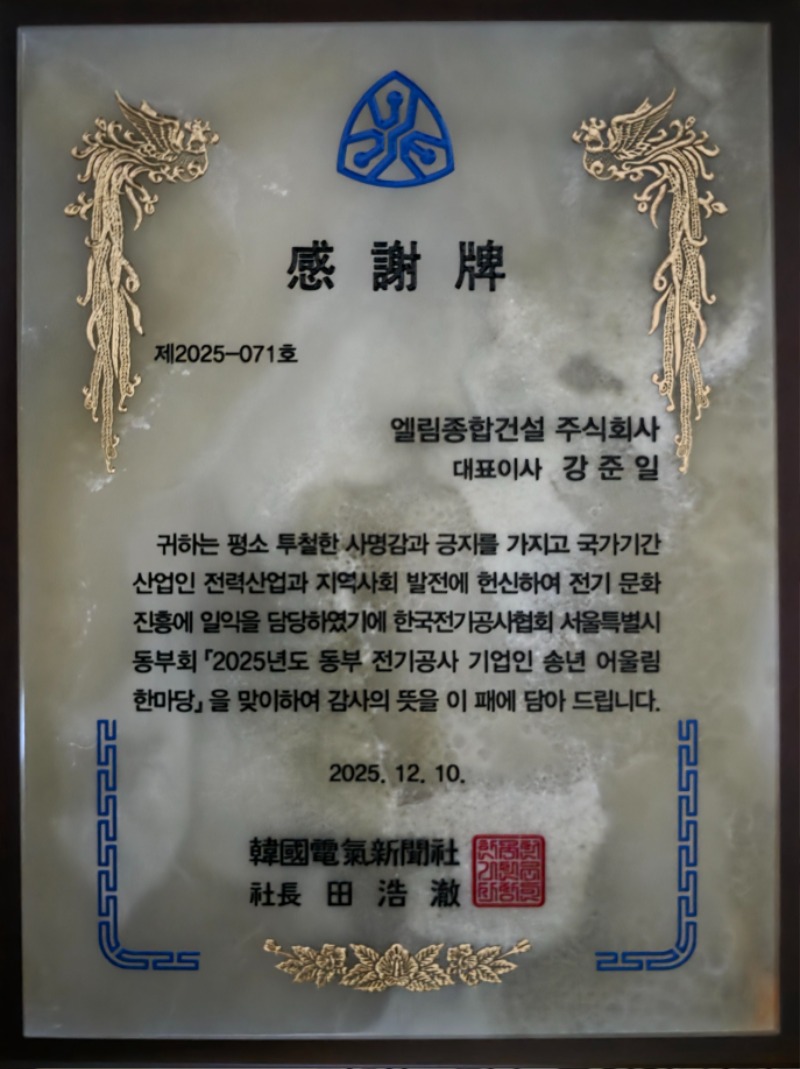 感謝牌
제2025-071호
엘림종합건설 주식회사
대표이사 강준일
귀하는 평소 투철한 사명감과 긍지를 가지고 국가기간
산업인 전력산업과 지역사회 발전에 헌신하여 전기 문화
진흥에 일익을 담당하였기에 한국전기공사협회 서울특별시
동부회 「2025년도 동부 전기공사 기업인 송년 어울림
한마당」을 맞이하여 감사의 뜻을 이 패에 담아 드립니다.
2025. 12. 10.
韓國電氣新聞社
社長 田浩澈